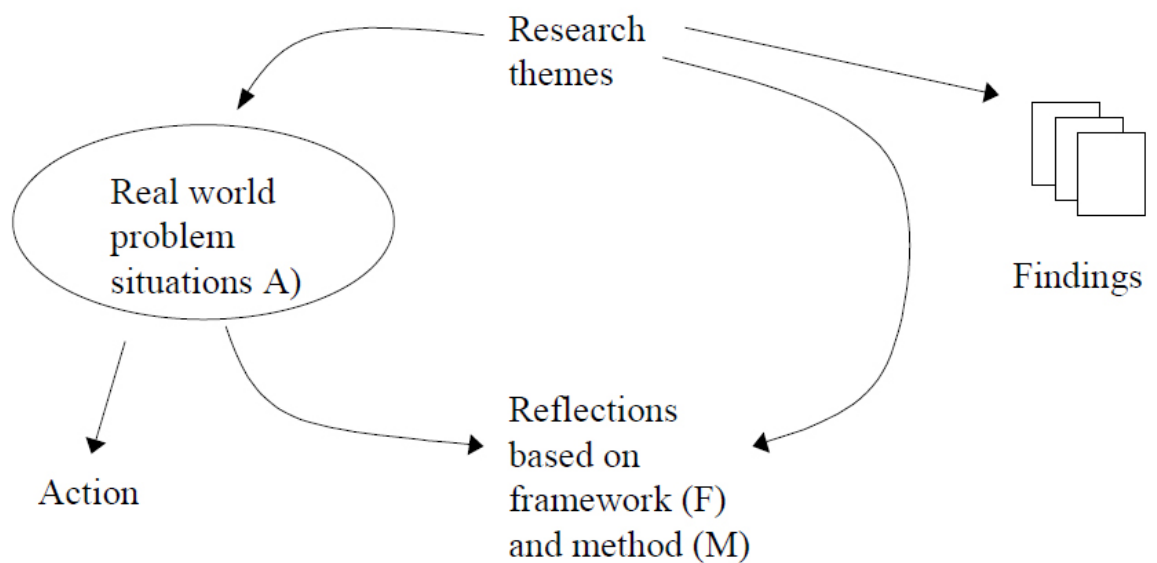 Research
themes
Real world
problem
situations A)
Findings
Reflections
based on
framework (F)
and method (M)
Action